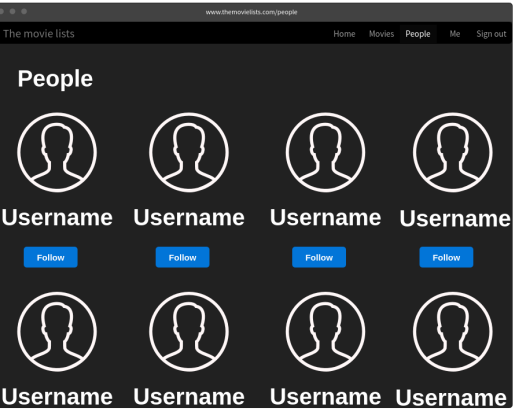 www.themovielists.com/people
The movie lists Home Movies People Me Sign out
People
Username Username Username Username
Follow Follow Follow Follow
Username Username Username Username